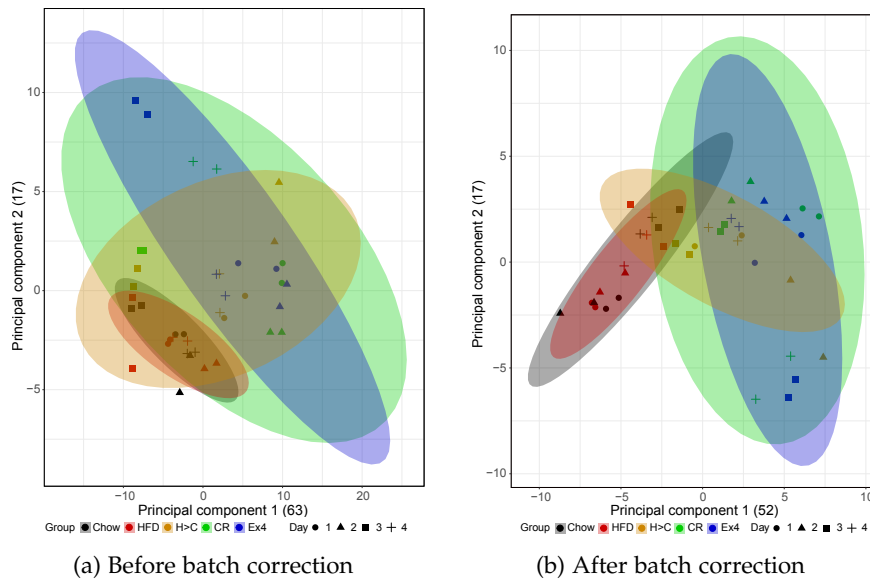 10
5
0
−5
Principal component 2 (17)
−10
0
10
20
Principal component 1 (63)
Group Chow HFD H>C CR Ex4 Day 1 2 3 4
(a) Before batch correction
10
5
0
−5
−10
Principal component 2 (17)
−10
−5
0
5
10
Principal component 1 (52)
Group Chow HFD H>C CR Ex4 Day 1 2 3 4
(b) After batch correction